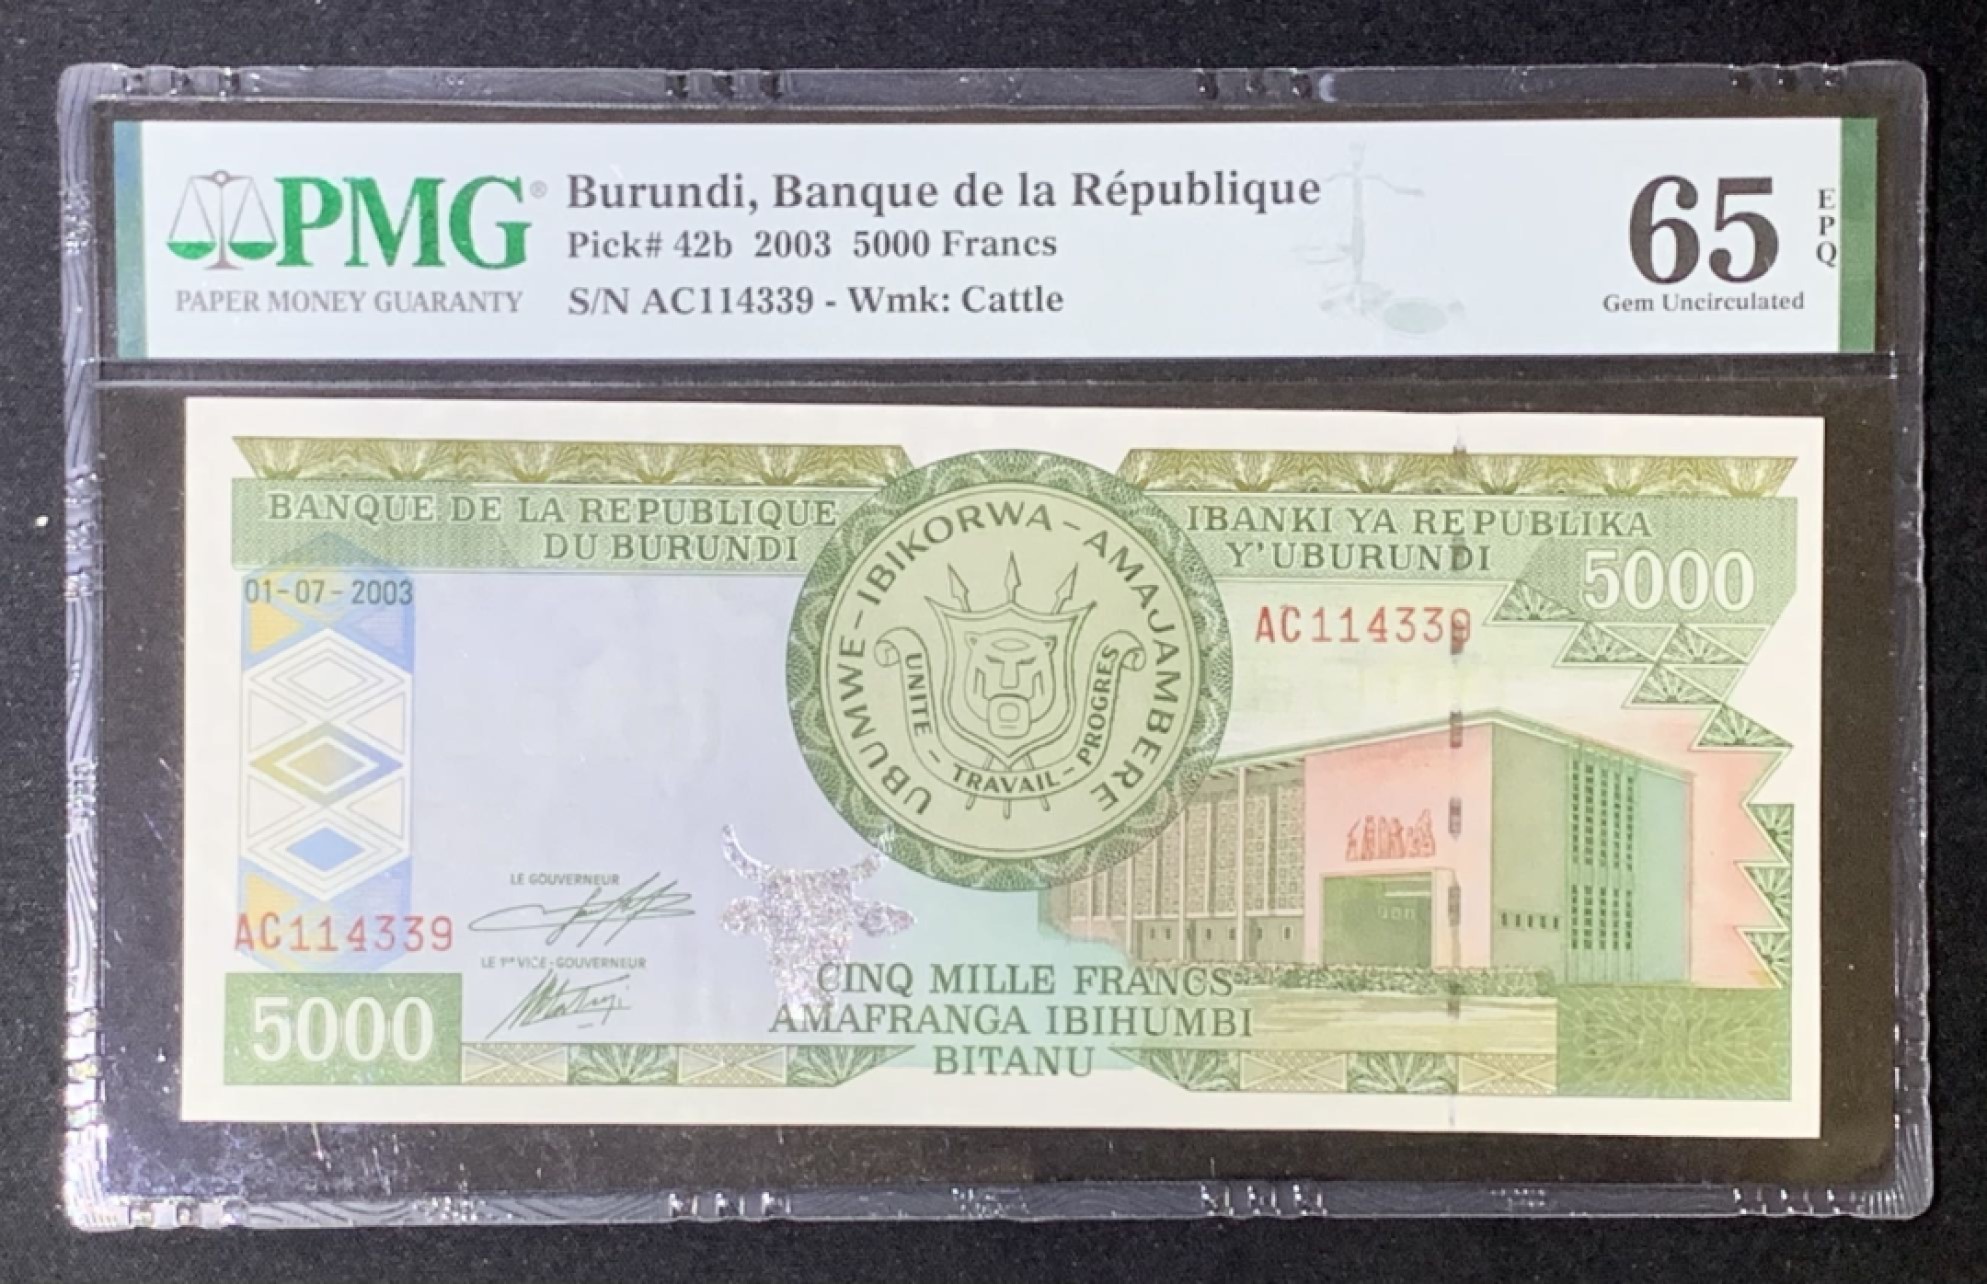 PMG®
PAPER MONEY GUARANTY
Burundi, Banque de la République
Pick# 42b 2003 5000 Francs
S/N AC114339 - Wmk: Cattle
65
EPQ
Gem Uncirculated
BANQUE DE LA REPUBLIQUE
DU BURUNDI
IBANKI YA REPUBLIKA
Y'UBURUNDI
5000
01-07-2003
AC114339
UBUMWE-IBIKORWA-AMAJAMBERE
UNITE - TRAVAIL - PROGRES
LE GOUVERNEUR
AC114339
LE 1er VICE-GOUVERNEUR
5000
CINQ MILLE FRANCS
AMAFRANGA IBIHUMBI
BITANU